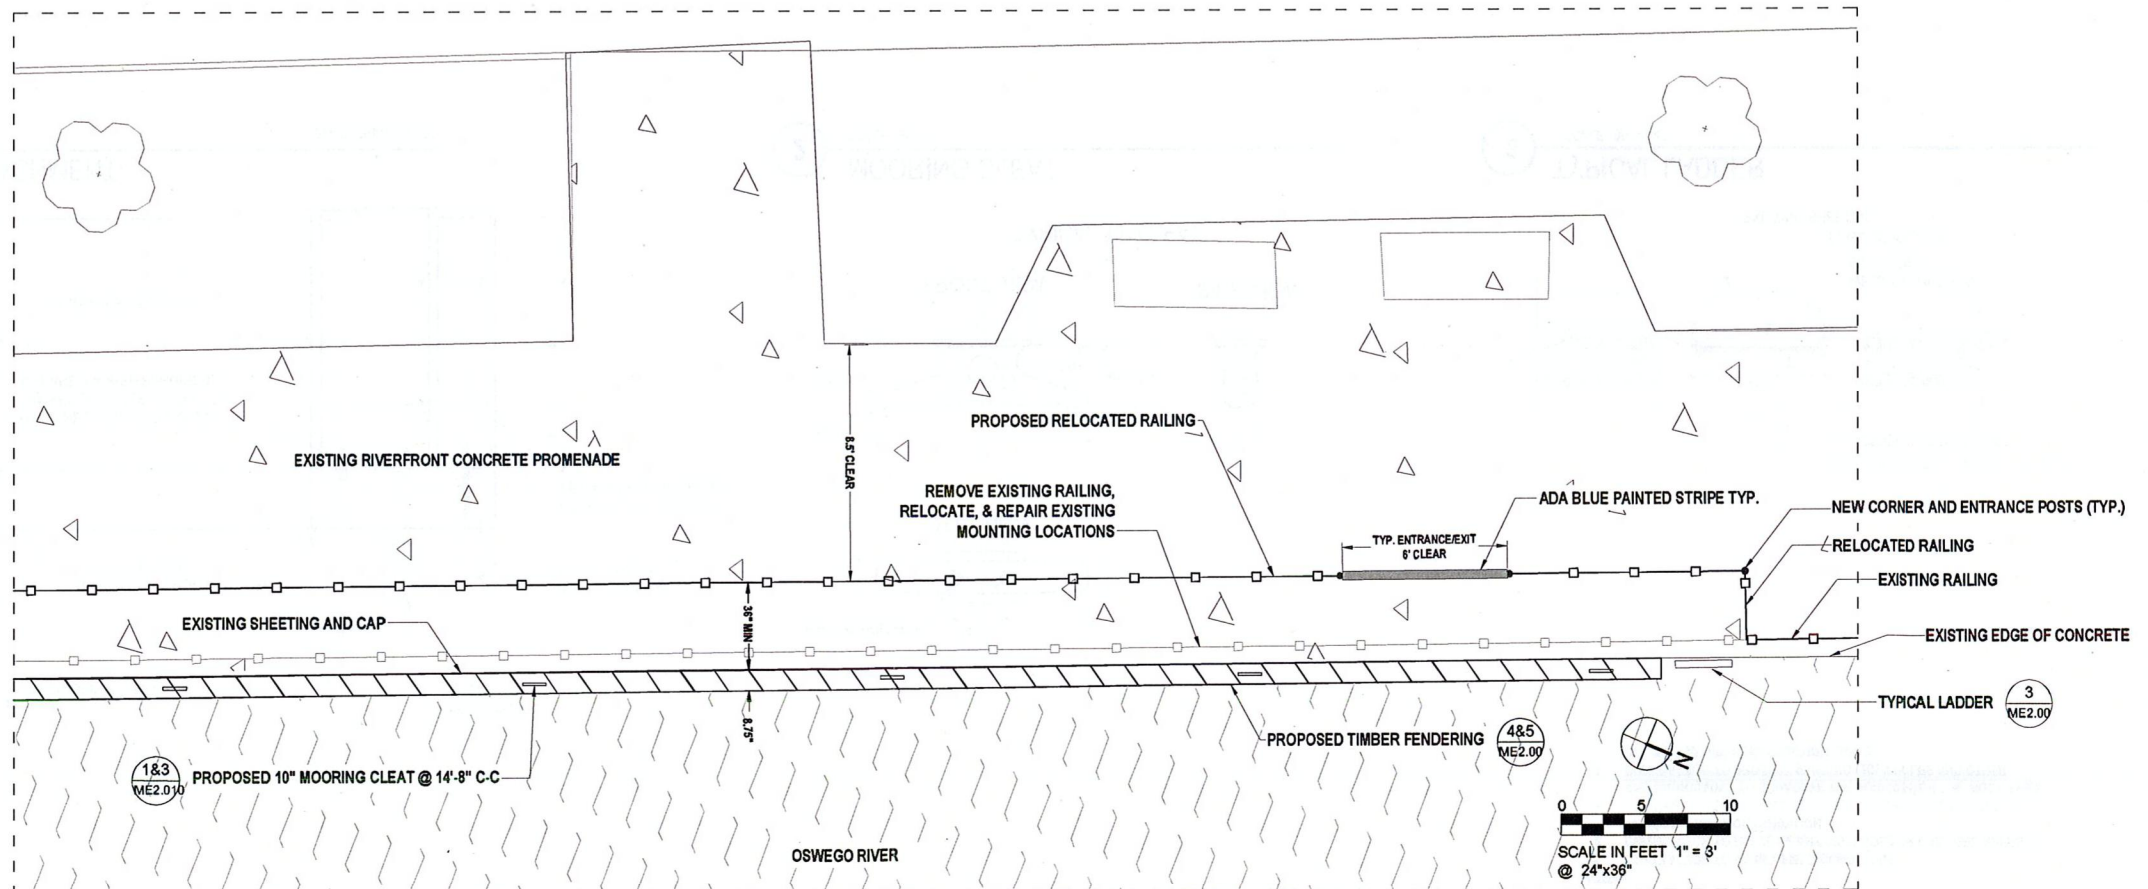 PROPOSED RELOCATED RAILING
8.5' CLEAR
EXISTING RIVERFRONT CONCRETE PROMENADE
REMOVE EXISTING RAILING,
RELOCATE, & REPAIR EXISTING
MOUNTING LOCATIONS
ADA BLUE PAINTED STRIPE TYP.
NEW CORNER AND ENTRANCE POSTS (TYP.)
TYP. ENTRANCE/EXIT
6' CLEAR
RELOCATED RAILING
EXISTING RAILING
EXISTING SHEETING AND CAP
36" MIN
EXISTING EDGE OF CONCRETE
TYPICAL LADDER
3
ME2.00
8.75"
PROPOSED TIMBER FENDERING
4&5
ME2.00
N
1&3
ME2.010
PROPOSED 10" MOORING CLEAT @ 14'-8" C-C
OSWEGO RIVER
0 5 10
SCALE IN FEET 1" = 3'
@ 24"x36"